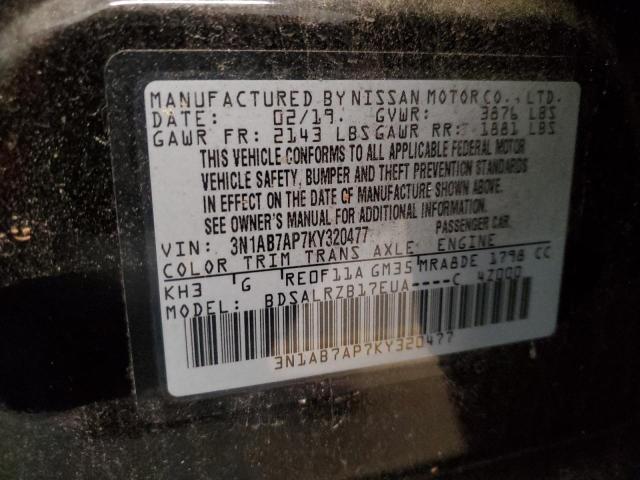 MANUFACTURED BY NISSAN MOTOR CO., LTD.
DATE: 02/19. GVWR: 3876 LBS
GAWR FR: 2143 LBS GAWR RR: 1881 LBS
THIS VEHICLE CONFORMS TO ALL APPLICABLE FEDERAL MOTOR
VEHICLE SAFETY, BUMPER AND THEFT PREVENTION STANDARDS
IN EFFECT ON THE DATE OF MANUFACTURE SHOWN ABOVE.
SEE OWNER'S MANUAL FOR ADDITIONAL INFORMATION.
VIN: 3N1AB7AP7KY320477 PASSENGER CAR
COLOR TRIM TRANS AXLE ENGINE
KH3 G RE0F11A GM35 MRA8DE 1798 CC
MODEL: BDSALRZB17EUA----C 4Z000
3N1AB7AP7KY320477